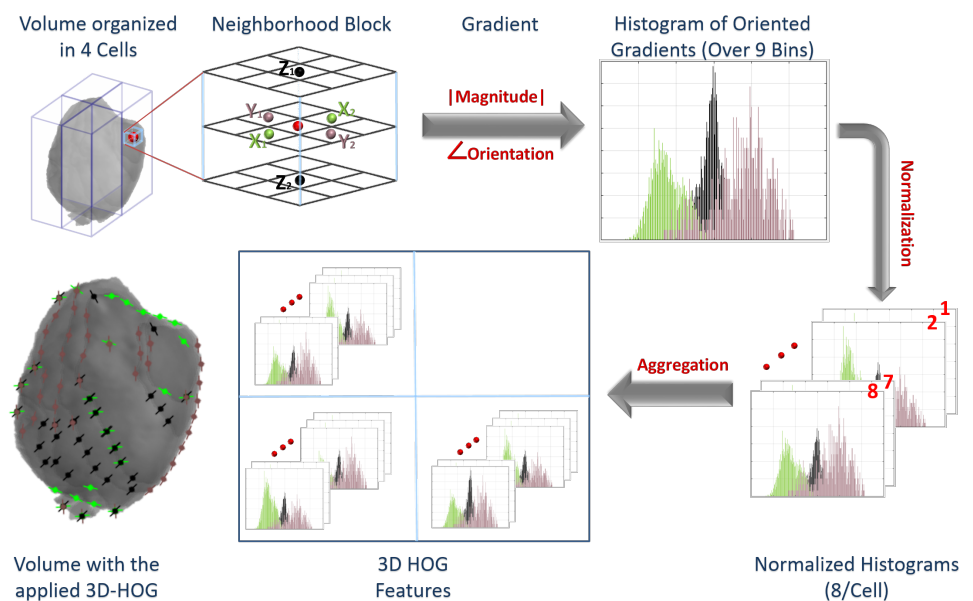 Volume organized
in 4 Cells
Neighborhood Block
Gradient
Histogram of Oriented
Gradients (Over 9 Bins)
Z1
Y1
X2
X1
Y2
Z2
|Magnitude|
∠Orientation
Normalization
1
2
7
8
Aggregation
Volume with the
applied 3D-HOG
3D HOG
Features
Normalized Histograms
(8/Cell)